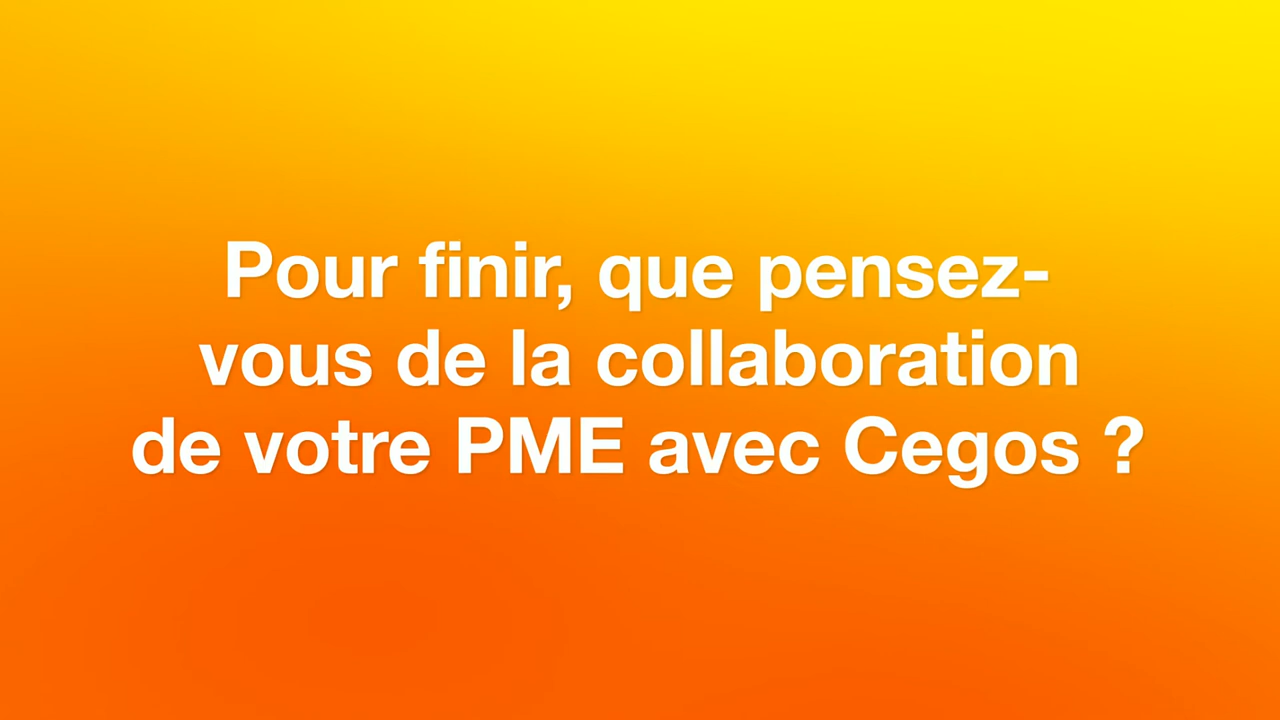 Pour finir, que pensez-
vous de la collaboration
de votre PME avec Cegos ?